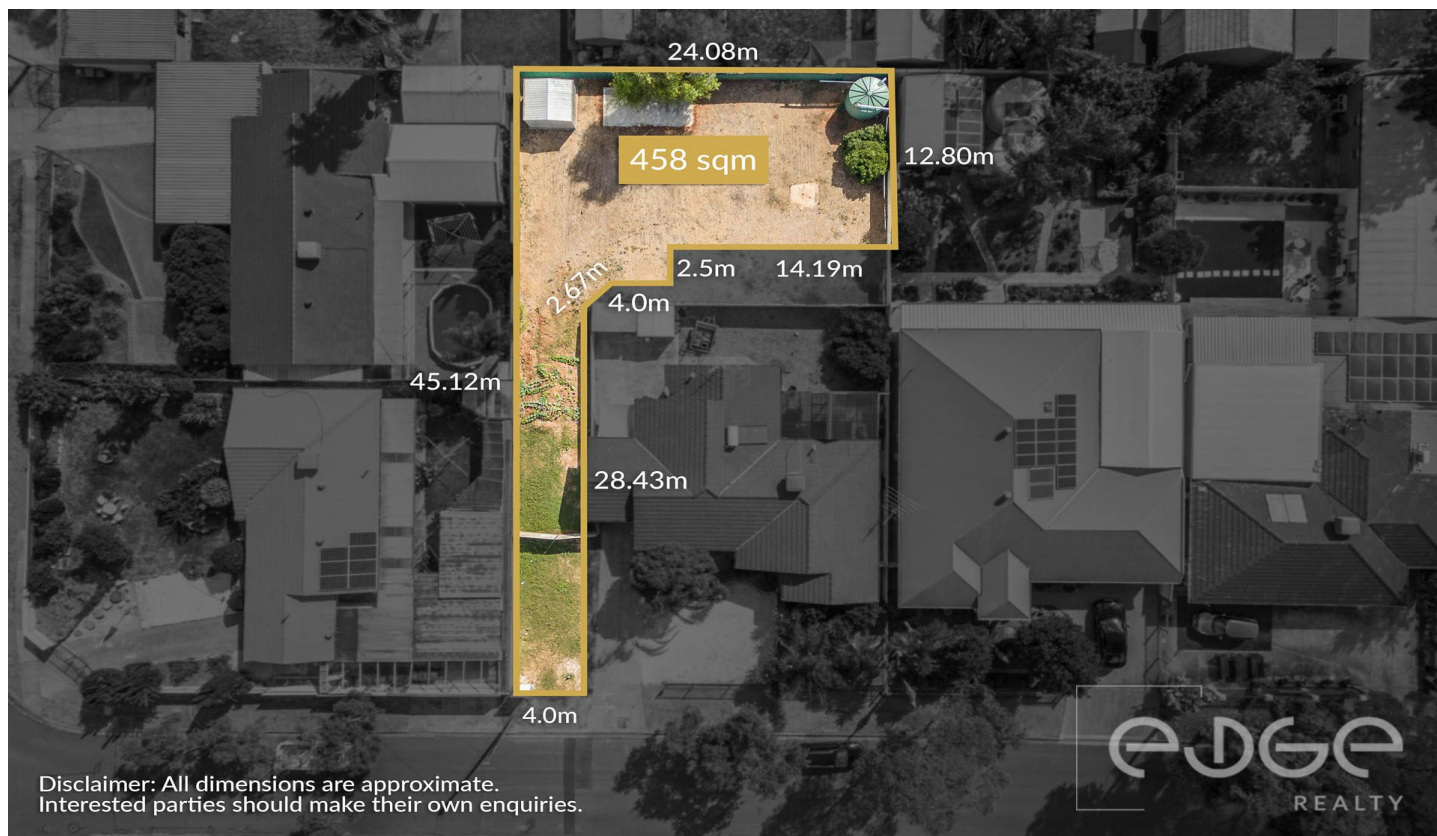 24.08m
458 sqm
12.80m
2.5m
14.19m
2.67m
4.0m
45.12m
28.43m
4.0m
Disclaimer: All dimensions are approximate.
Interested parties should make their own enquiries.
eDGe
REALTY